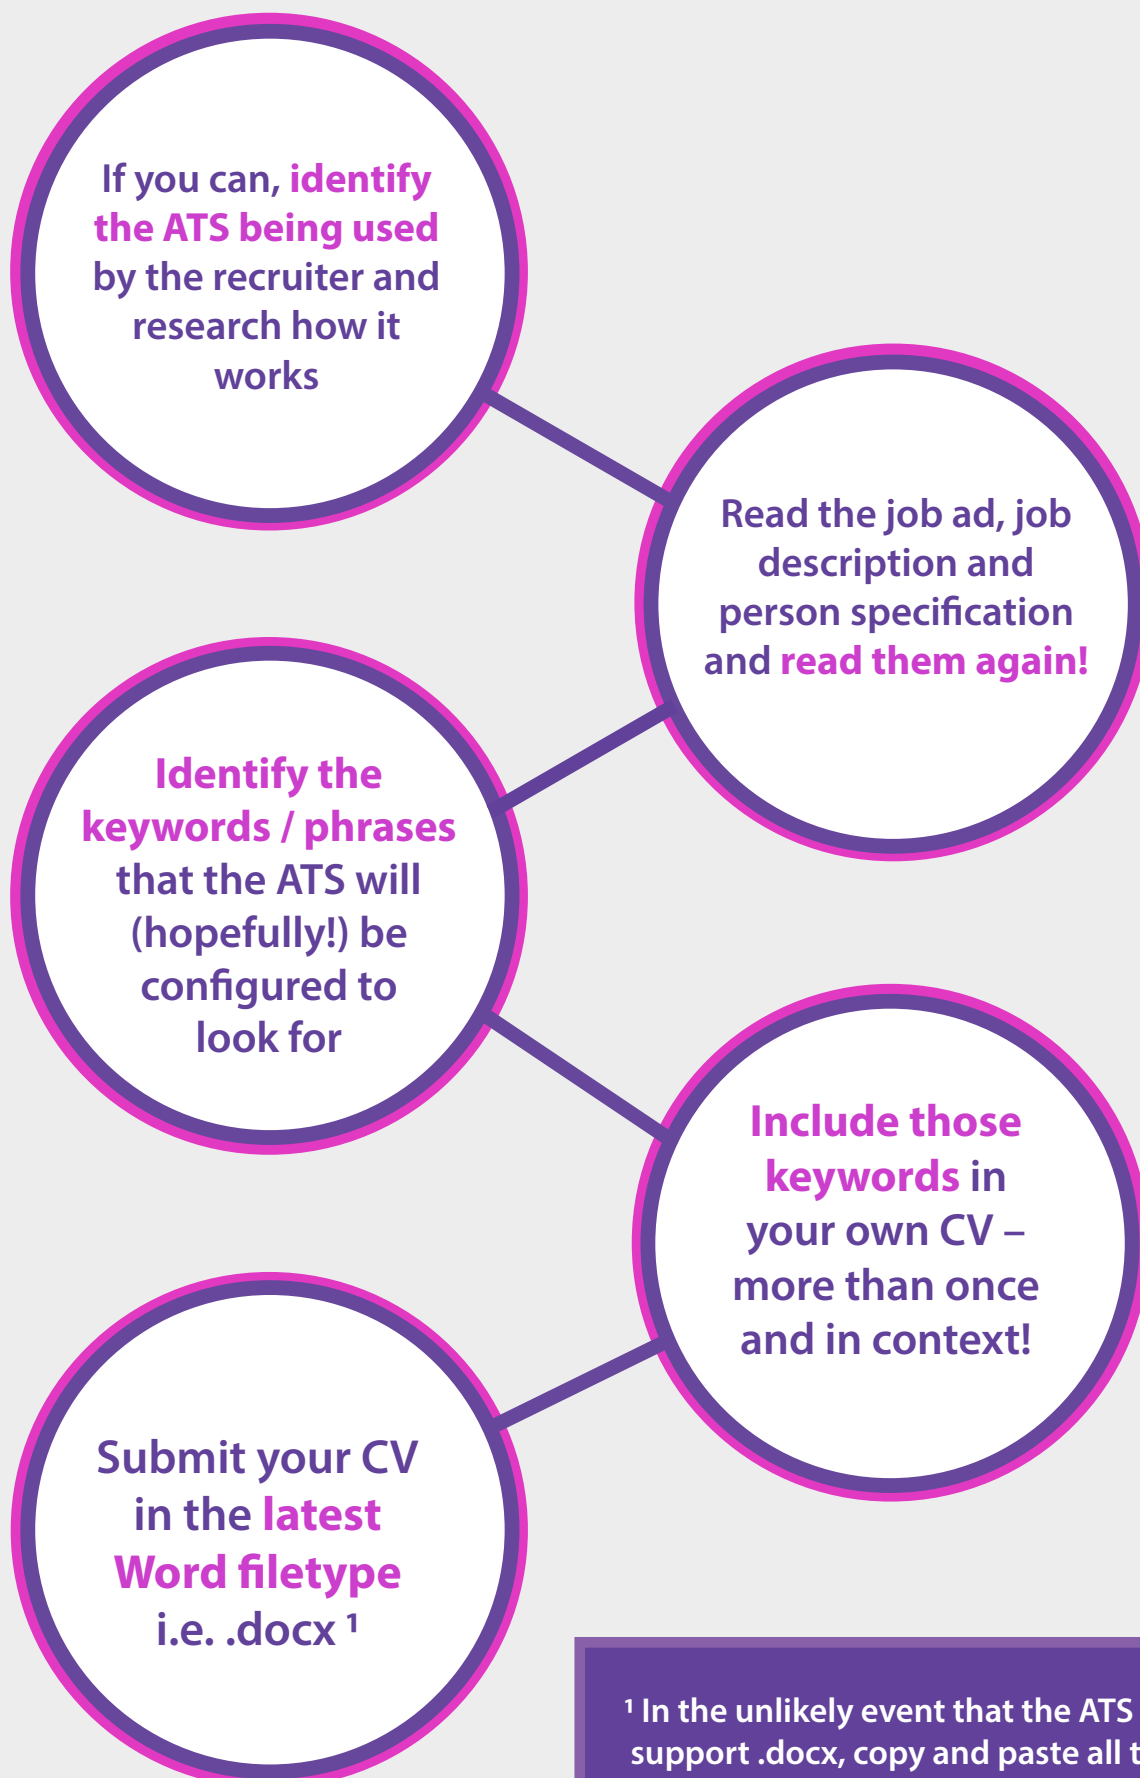 If you can, identify
the ATS being used
by the recruiter and
research how it
works
Read the job ad, job
description and
person specification
and read them again!
Identify the
keywords / phrases
that the ATS will
(hopefully!) be
configured to
look for
Include those
keywords in
your own CV –
more than once
and in context!
Submit your CV
in the latest
Word filetype
i.e. .docx ¹
¹ In the unlikely event that the ATS
support .docx, copy and paste all